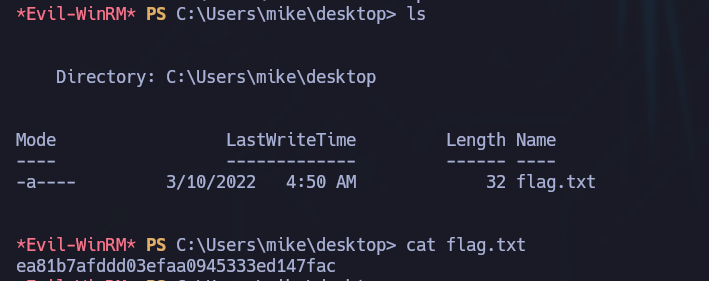 *Evil-WinRM* PS C:\Users\mike\desktop> ls
Directory: C:\Users\mike\desktop
Mode                 LastWriteTime         Length Name
----                 -------------         ------ ----
-a----         3/10/2022   4:50 AM             32 flag.txt
*Evil-WinRM* PS C:\Users\mike\desktop> cat flag.txt
ea81b7afddd03efaa0945333ed147fac